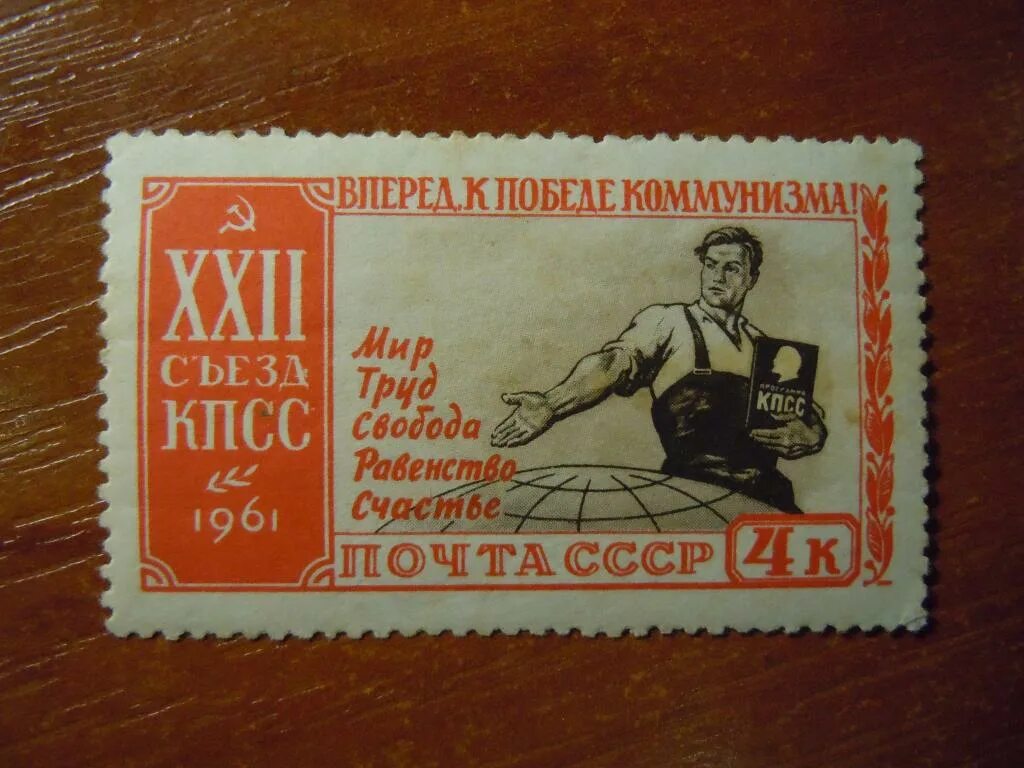 ВПЕРЕД, К ПОБЕДЕ КОММУНИЗМА!
XXII
СЪЕЗД
КПСС
1961
Мир
Труд
Свобода
Равенство
Счастье
ПРОГРАММА
КПСС
ПОЧТА СССР
4 К